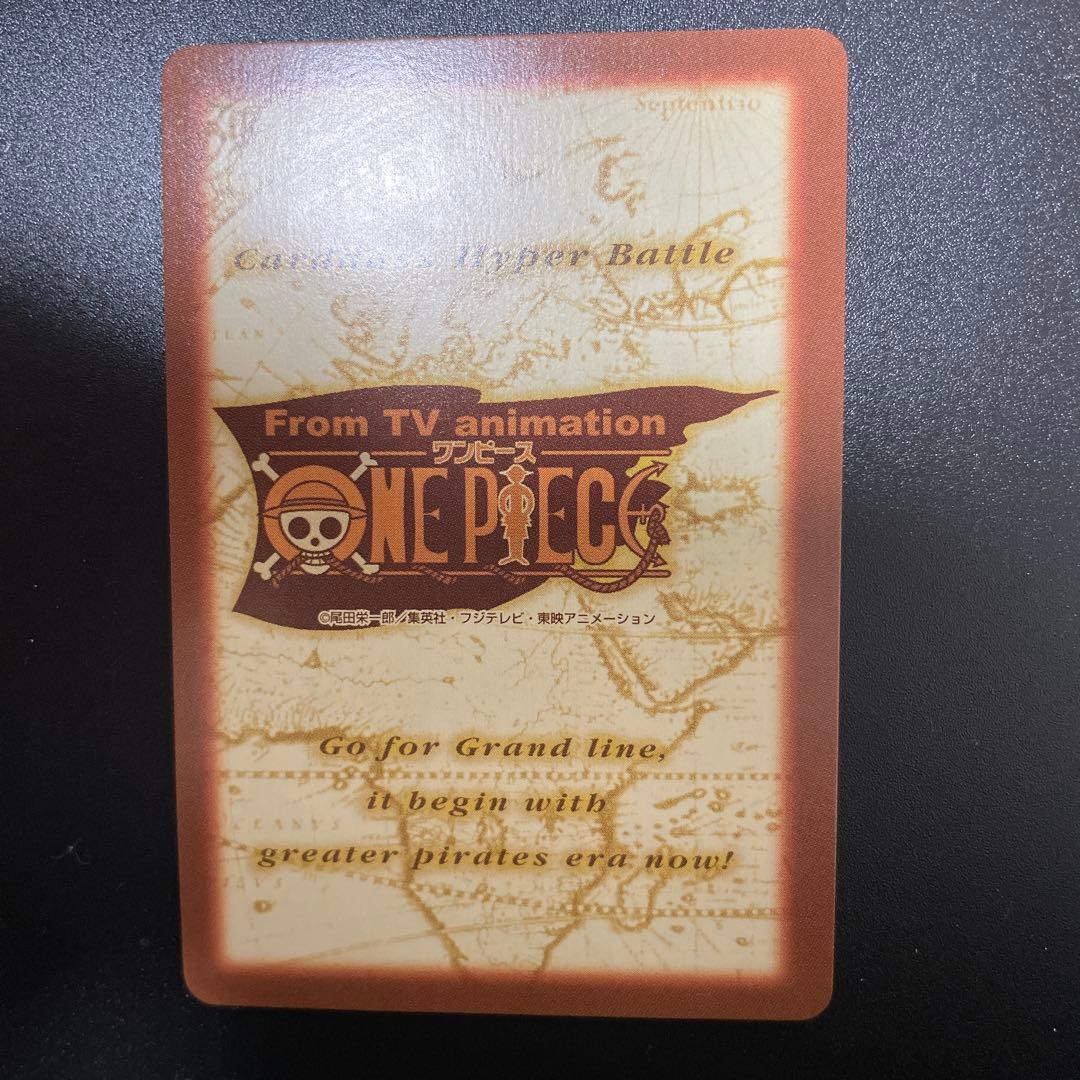 Septentrio
Carddass Hyper Battle
From TV animation
ワンピース
ONE PIECE
©尾田栄一郎/集英社・フジテレビ・東映アニメーション
Go for Grand line,
it begin with
greater pirates era now!